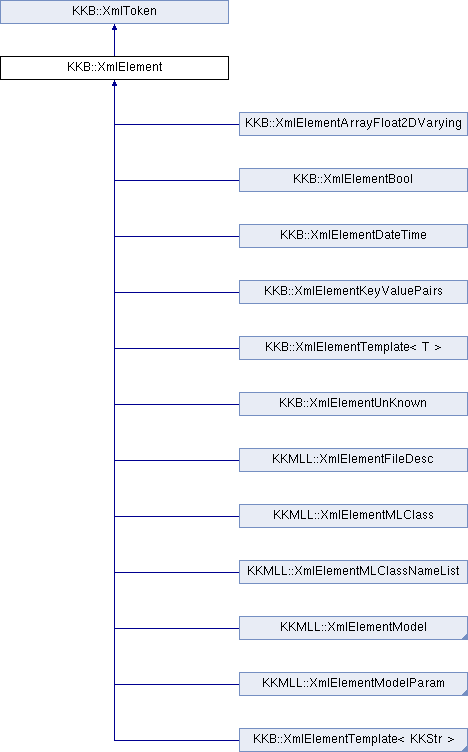 KKB::XmlToken
KKB::XmlElement
KKB::XmlElementArrayFloat2DVarying
KKB::XmlElementBool
KKB::XmlElementDateTime
KKB::XmlElementKeyValuePairs
KKB::XmlElementTemplate< T >
KKB::XmlElementUnKnown
KKMLL::XmlElementFileDesc
KKMLL::XmlElementMLClass
KKMLL::XmlElementMLClassNameList
KKMLL::XmlElementModel
KKMLL::XmlElementModelParam
KKB::XmlElementTemplate< KKStr >